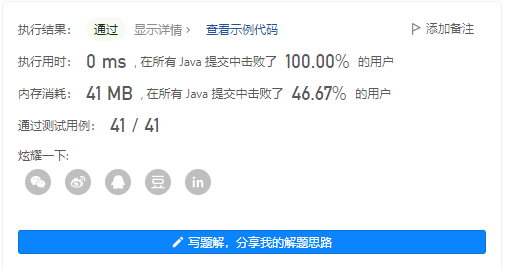 执行结果： 通过 显示详情 > 查看示例代码 添加备注
执行用时： 0 ms , 在所有 Java 提交中击败了 100.00% 的用户
内存消耗： 41 MB , 在所有 Java 提交中击败了 46.67% 的用户
通过测试用例： 41 / 41
炫耀一下:
豆 in
写题解，分享我的解题思路